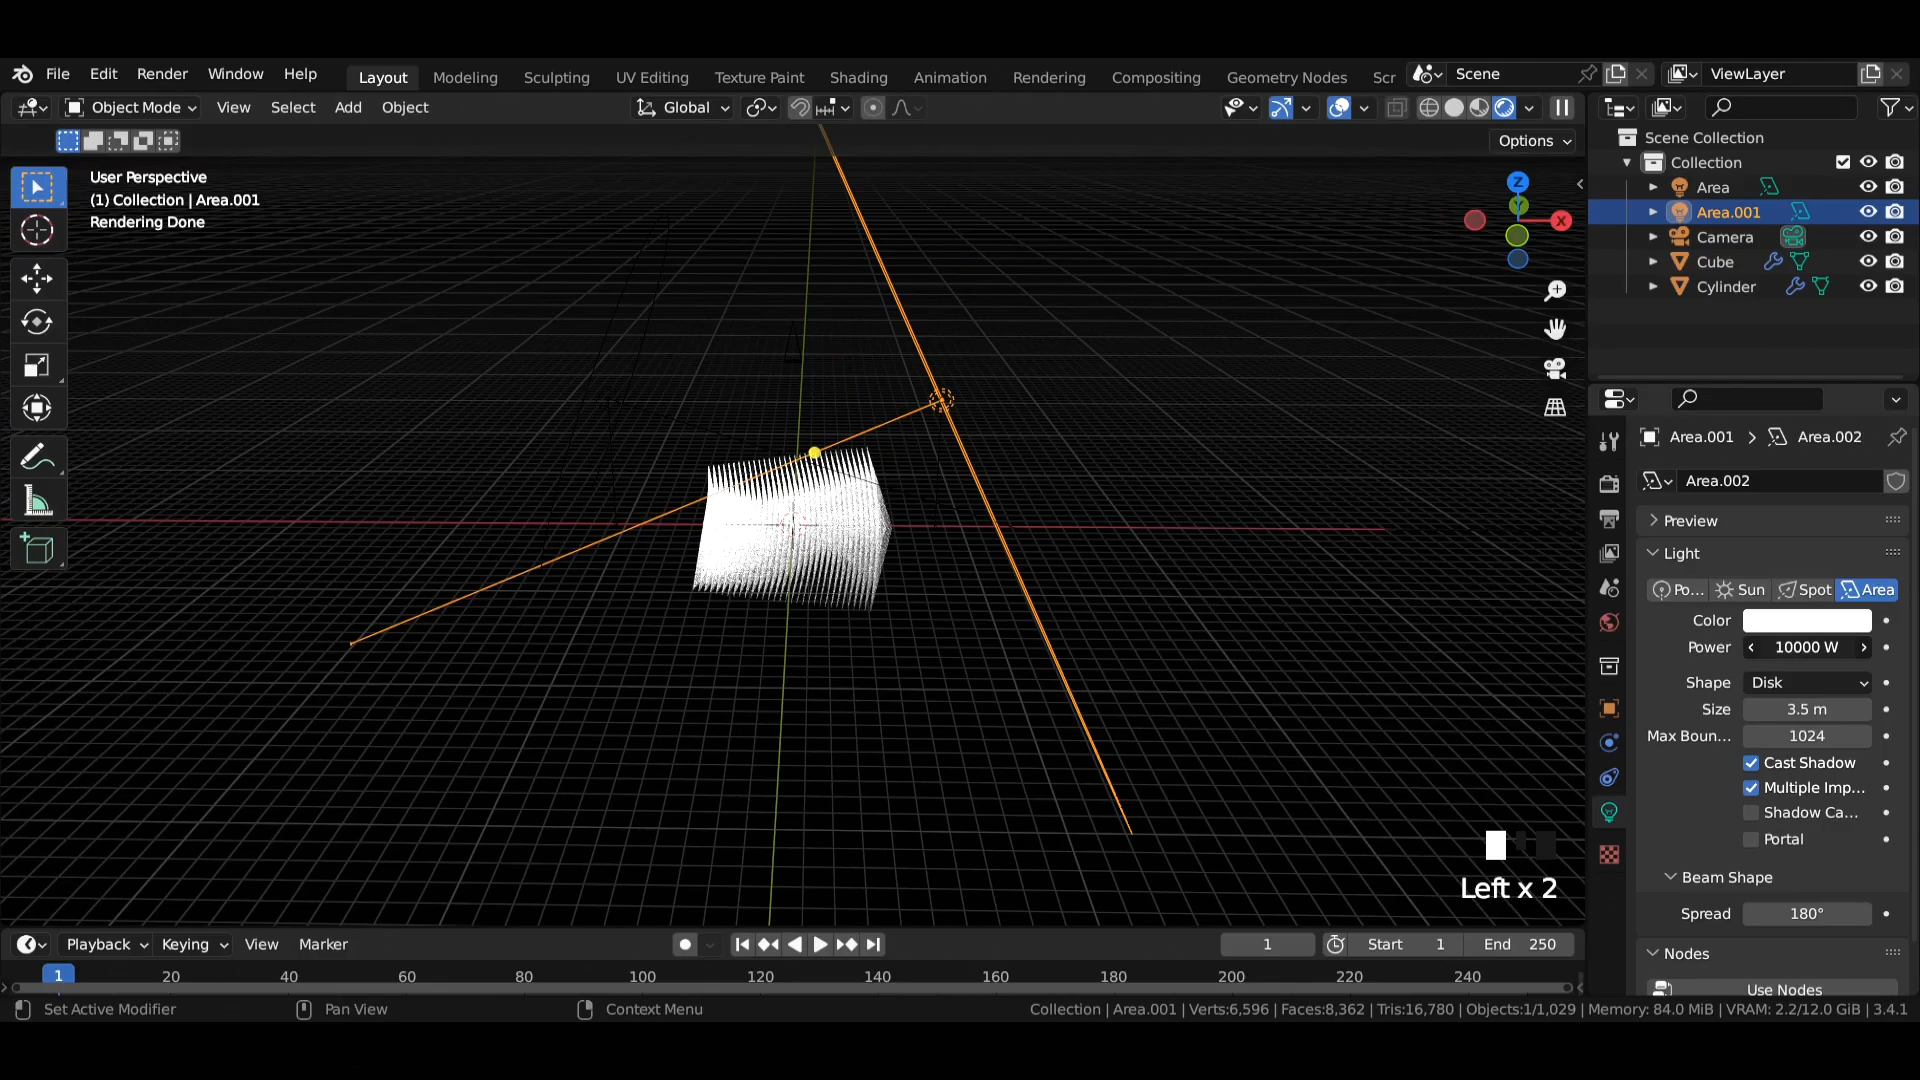 File Edit Render Window Help Layout Modeling Sculpting UV Editing Texture Paint Shading Animation Rendering Compositing Geometry Nodes Scr Scene ViewLayer
Object Mode View Select Add Object Global
Options
User Perspective
(1) Collection | Area.001
Rendering Done
Z
Y
X
Scene Collection
Collection
Area
Area.001
Camera
Cube
Cylinder
Area.001 > Area.002
Area.002
Preview
Light
Po... Sun Spot Area
Color
Power 10000 W
Shape Disk
Size 3.5 m
Max Boun... 1024
Cast Shadow
Multiple Imp...
Shadow Ca...
Portal
Beam Shape
Spread 180°
Nodes
Use Nodes
Left x 2
Playback Keying View Marker 1 Start 1 End 250
1 20 40 60 80 100 120 140 160 180 200 220 240
Set Active Modifier Pan View Context Menu Collection | Area.001 | Verts:6,596 | Faces:8,362 | Tris:16,780 | Objects:1/1,029 | Memory: 84.0 MiB | VRAM: 2.2/12.0 GiB | 3.4.1